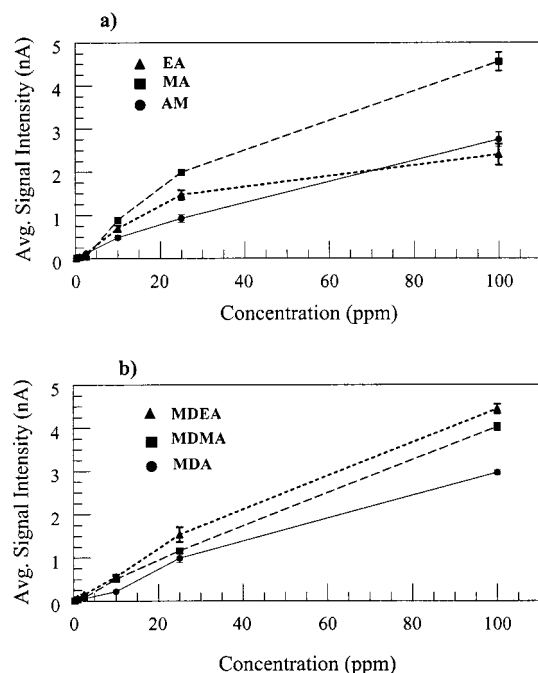 a)
Avg. Signal Intensity (nA)
5
4
3
2
1
0
EA
MA
AM
0 20 40 60 80 100
Concentration (ppm)
b)
Avg. Signal Intensity (nA)
5
4
3
2
1
0
MDEA
MDMA
MDA
0 20 40 60 80 100
Concentration (ppm)